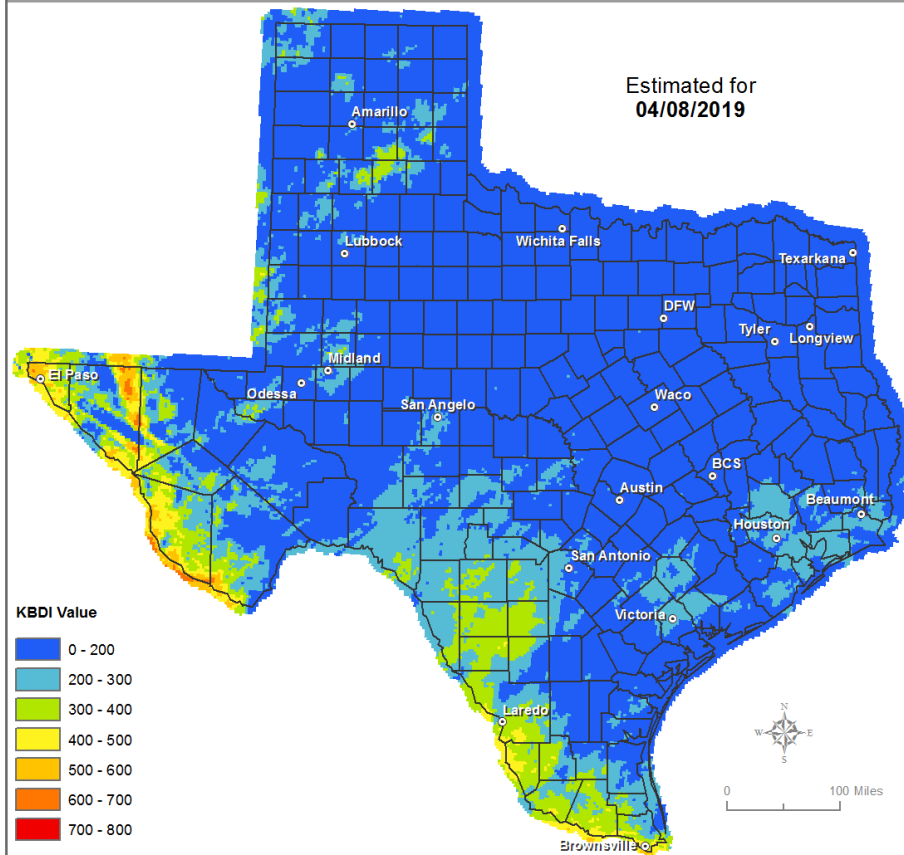 Estimated for
04/08/2019
Amarillo
Lubbock
Wichita Falls
Texarkana
DFW
Tyler
Longview
Midland
El Paso
Odessa
San Angelo
Waco
BCS
Austin
Beaumont
Houston
San Antonio
Victoria
Laredo
Brownsville
KBDI Value
0 - 200
200 - 300
300 - 400
400 - 500
500 - 600
600 - 700
700 - 800
N
W E
S
0 100 Miles